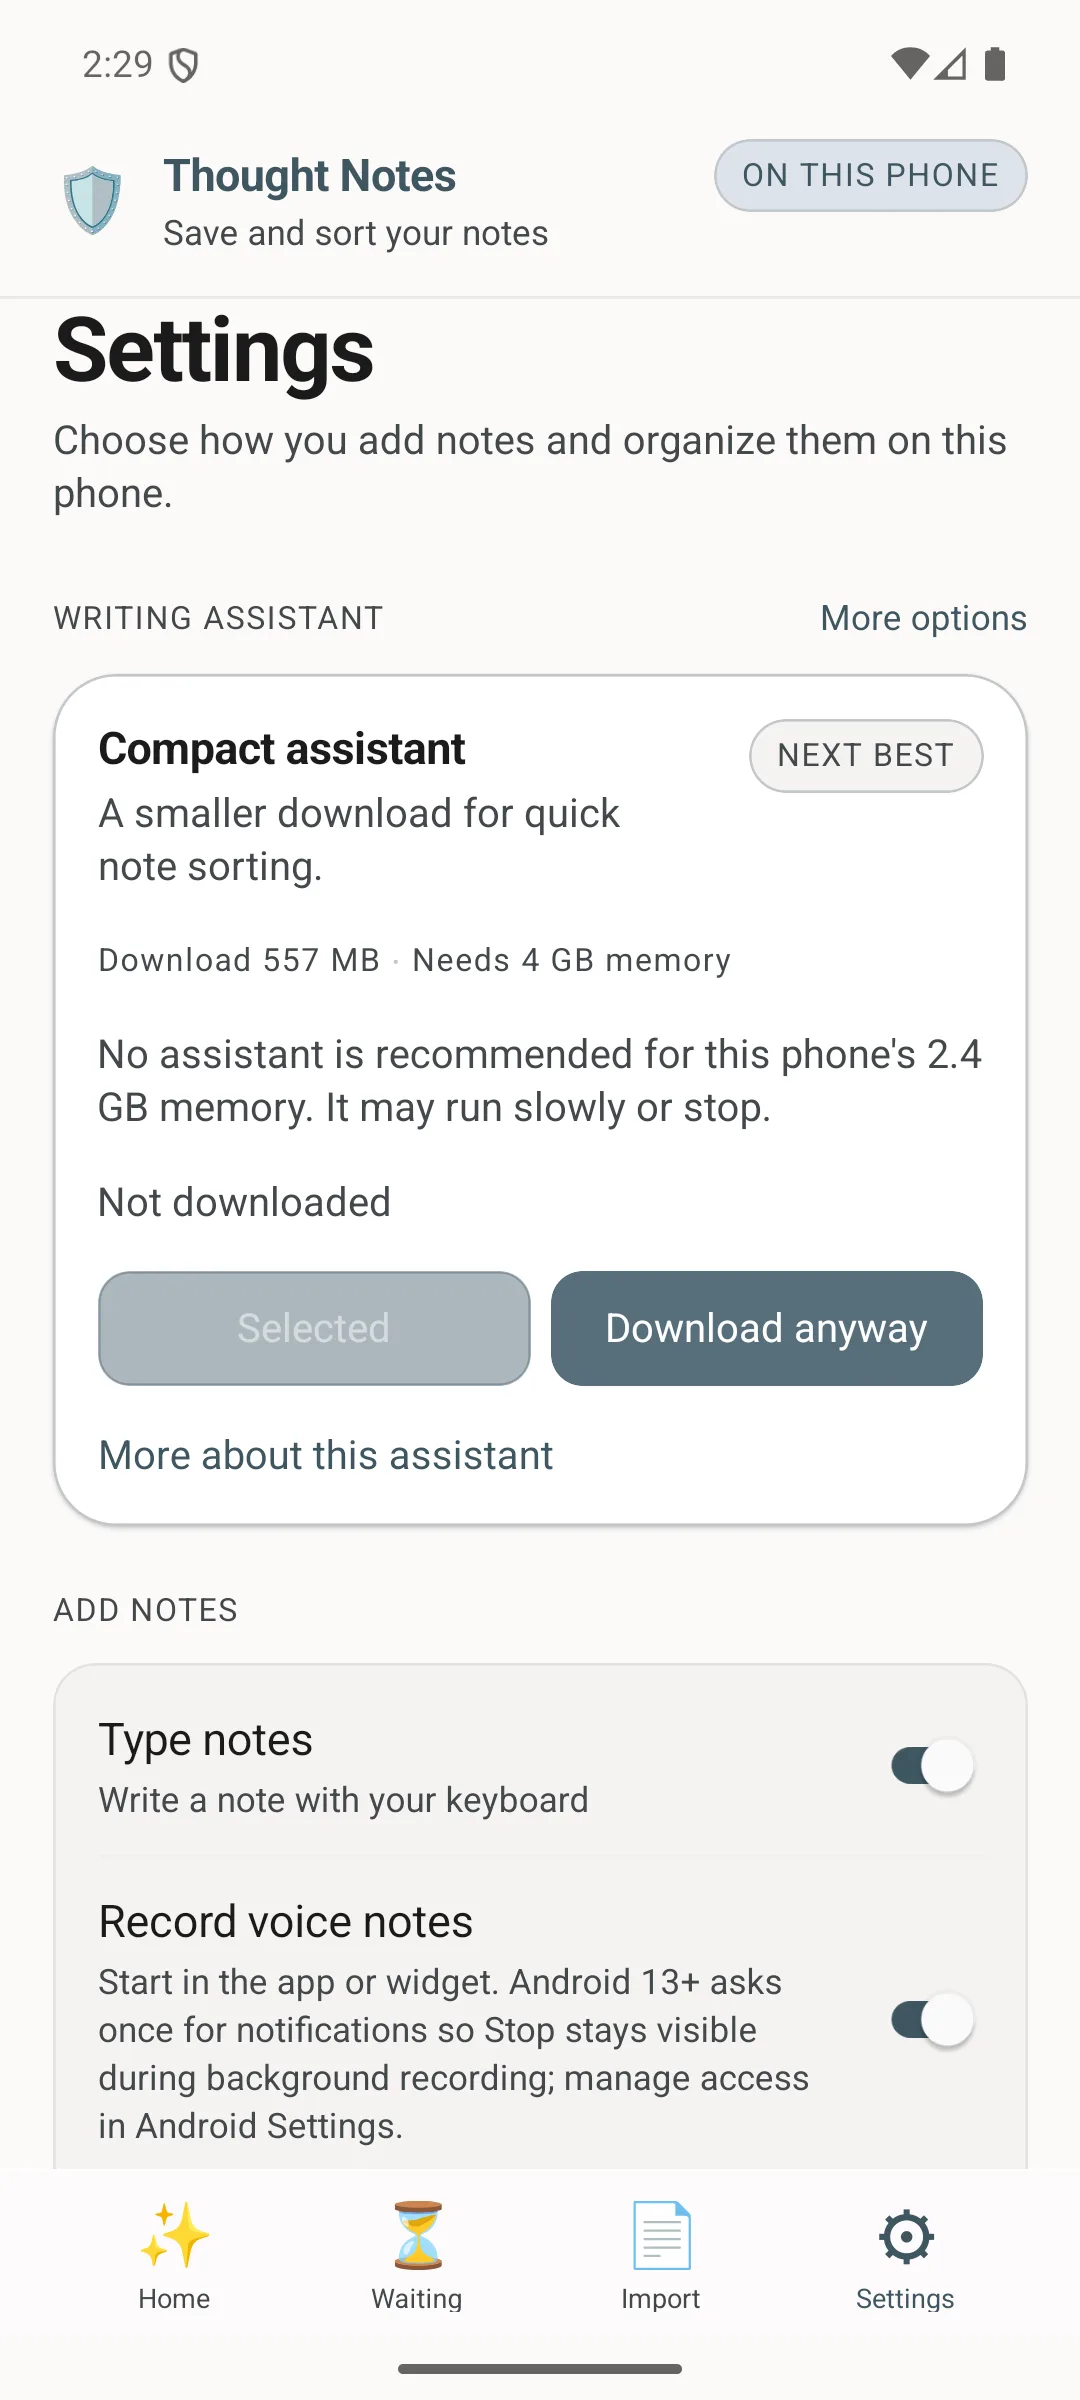 2:29
Thought Notes
Save and sort your notes
ON THIS PHONE
Settings
Choose how you add notes and organize them on this
phone.
WRITING ASSISTANT
More options
Compact assistant
NEXT BEST
A smaller download for quick
note sorting.
Download 557 MB · Needs 4 GB memory
No assistant is recommended for this phone's 2.4
GB memory. It may run slowly or stop.
Not downloaded
Selected
Download anyway
More about this assistant
ADD NOTES
Type notes
Write a note with your keyboard
Record voice notes
Start in the app or widget. Android 13+ asks
once for notifications so Stop stays visible
during background recording; manage access
in Android Settings.
Home
Waiting
Import
Settings